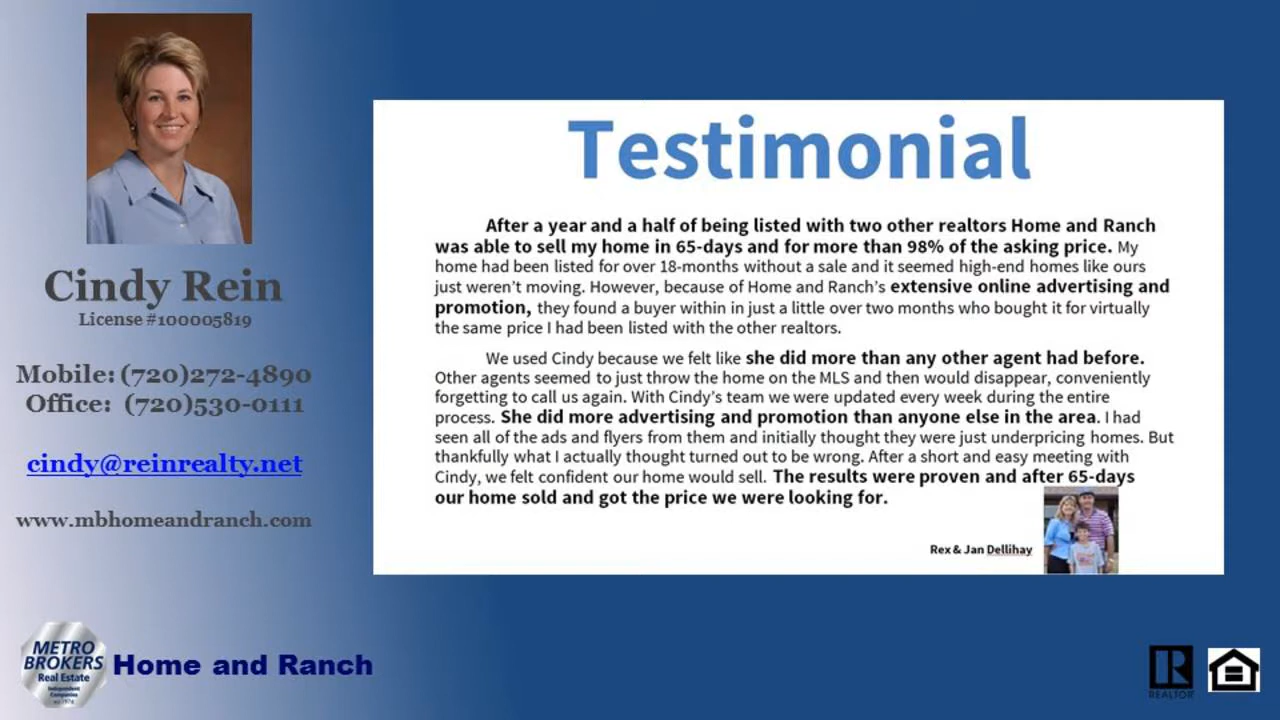 Cindy Rein
License #100005819
Mobile: (720)272-4890
Office: (720)530-0111
cindy@reinrealty.net
www.mbhomeandranch.com
METRO
BROKERS
Real Estate
Independent
Companies
Home and Ranch
Testimonial
After a year and a half of being listed with two other realtors Home and Ranch
was able to sell my home in 65-days and for more than 98% of the asking price. My
home had been listed for over 18-months without a sale and it seemed high-end homes like ours
just weren’t moving. However, because of Home and Ranch’s extensive online advertising and
promotion, they found a buyer within in just a little over two months who bought it for virtually
the same price I had been listed with the other realtors.
We used Cindy because we felt like she did more than any other agent had before.
Other agents seemed to just throw the home on the MLS and then would disappear, conveniently
forgetting to call us again. With Cindy’s team we were updated every week during the entire
process. She did more advertising and promotion than anyone else in the area. I had
seen all of the ads and flyers from them and initially thought they were just underpricing homes. But
thankfully what I actually thought turned out to be wrong. After a short and easy meeting with
Cindy, we felt confident our home would sell. The results were proven and after 65-days
our home sold and got the price we were looking for.
Rex & Jan Dellihay
REALTOR